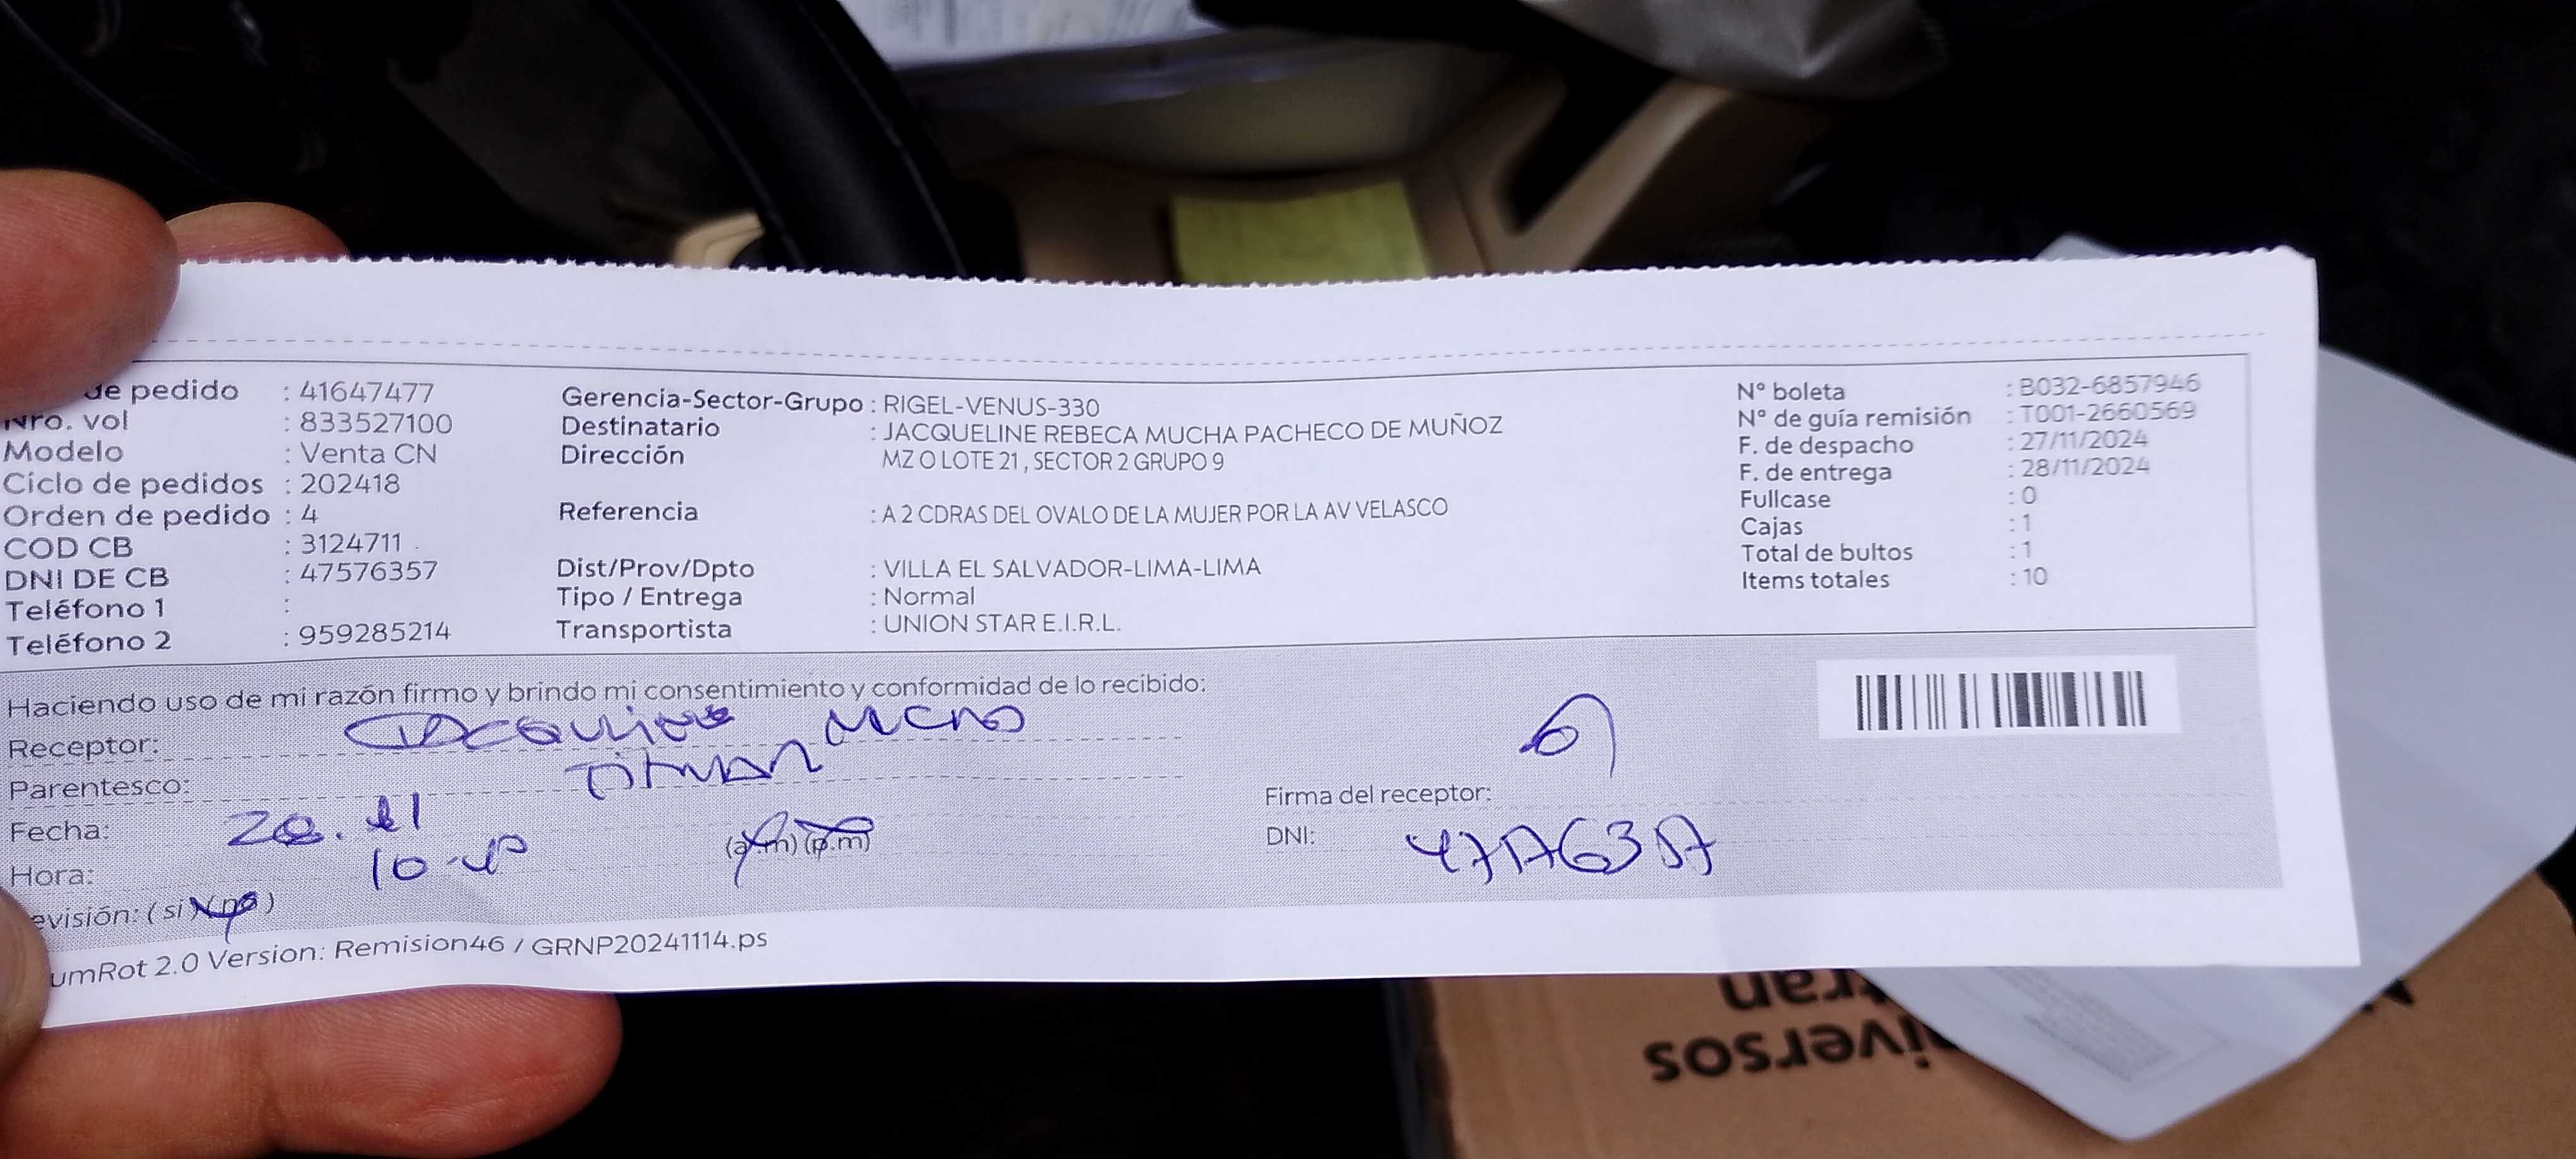 de pedido : 41647477
Nro. vol : 833527100
Modelo : Venta CN
Ciclo de pedidos : 202418
Orden de pedido : 4
COD CB : 3124711
DNI DE CB : 47576357
Teléfono 1 :
Teléfono 2 : 959285214
Gerencia-Sector-Grupo : RIGEL-VENUS-330
Destinatario : JACQUELINE REBECA MUCHA PACHECO DE MUÑOZ
Dirección MZ O LOTE 21 , SECTOR 2 GRUPO 9
Referencia : A 2 CDRAS DEL OVALO DE LA MUJER POR LA AV VELASCO
Dist/Prov/Dpto : VILLA EL SALVADOR-LIMA-LIMA
Tipo / Entrega : Normal
Transportista : UNION STAR E.I.R.L.
N° boleta : B032-6857946
N° de guía remisión : T001-2660569
F. de despacho : 27/11/2024
F. de entrega : 28/11/2024
Fullcase : 0
Cajas : 1
Total de bultos : 1
Items totales : 10
Haciendo uso de mi razón firmo y brindo mi consentimiento y conformidad de lo recibido:
Receptor:
Parentesco:
Fecha:
Hora: (a.m) (p.m)
evisión: ( si ) ( no )
Firma del receptor:
DNI:
umRot 2.0 Version: Remision46 / GRNP20241114.ps
iversos